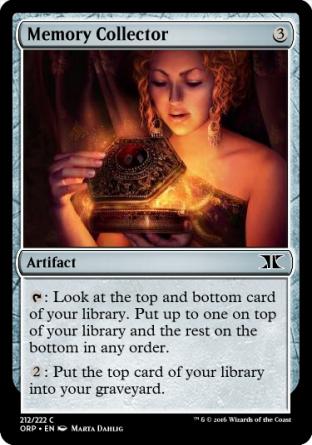 Memory Collector 3
Artifact
: Look at the top and bottom card
of your library. Put up to one on top
of your library and the rest on the
bottom in any order.
2 : Put the top card of your library
into your graveyard.
212/222 C
ORP • EN Marta Dahlig ™ & © 2016 Wizards of the Coast